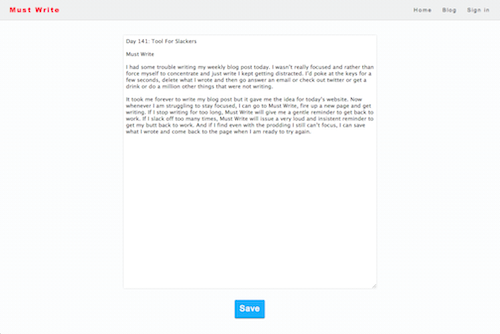 Must Write
Home Blog Sign in
Day 141: Tool For Slackers
Must Write
I had some trouble writing my weekly blog post today. I wasn't really focused and rather than
force myself to concentrate and just write I kept getting distracted. I'd poke at the keys for a
few seconds, delete what I wrote and then go answer an email or check out twitter or get a
drink or do a million other things that were not writing.
It took me forever to write my blog post but it gave me the idea for today's website. Now
whenever I am struggling to stay focused, I can go to Must Write, fire up a new page and get
writing. If I stop writing for too long, Must Write will give me a gentle reminder to get back to
work. If I slack off too many times, Must Write will issue a very loud and insistent reminder to
get my butt back to work. And if I find even with the prodding I still can't focus, I can save
what I wrote and come back to the page when I am ready to try again.
Save